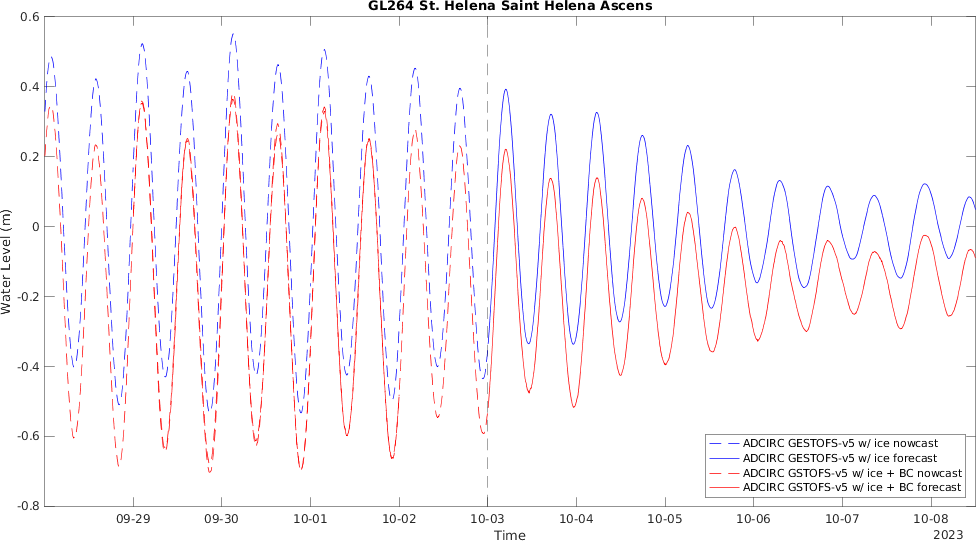 GL264 St. Helena Saint Helena Ascens
Water Level (m)
0.6
0.4
0.2
0
-0.2
-0.4
-0.6
-0.8
ADCIRC GESTOFS-v5 w/ ice nowcast
ADCIRC GESTOFS-v5 w/ ice forecast
ADCIRC GSTOFS-v5 w/ ice + BC nowcast
ADCIRC GSTOFS-v5 w/ ice + BC forecast
09-29 09-30 10-01 10-02 10-03 10-04 10-05 10-06 10-07 10-08
Time
2023